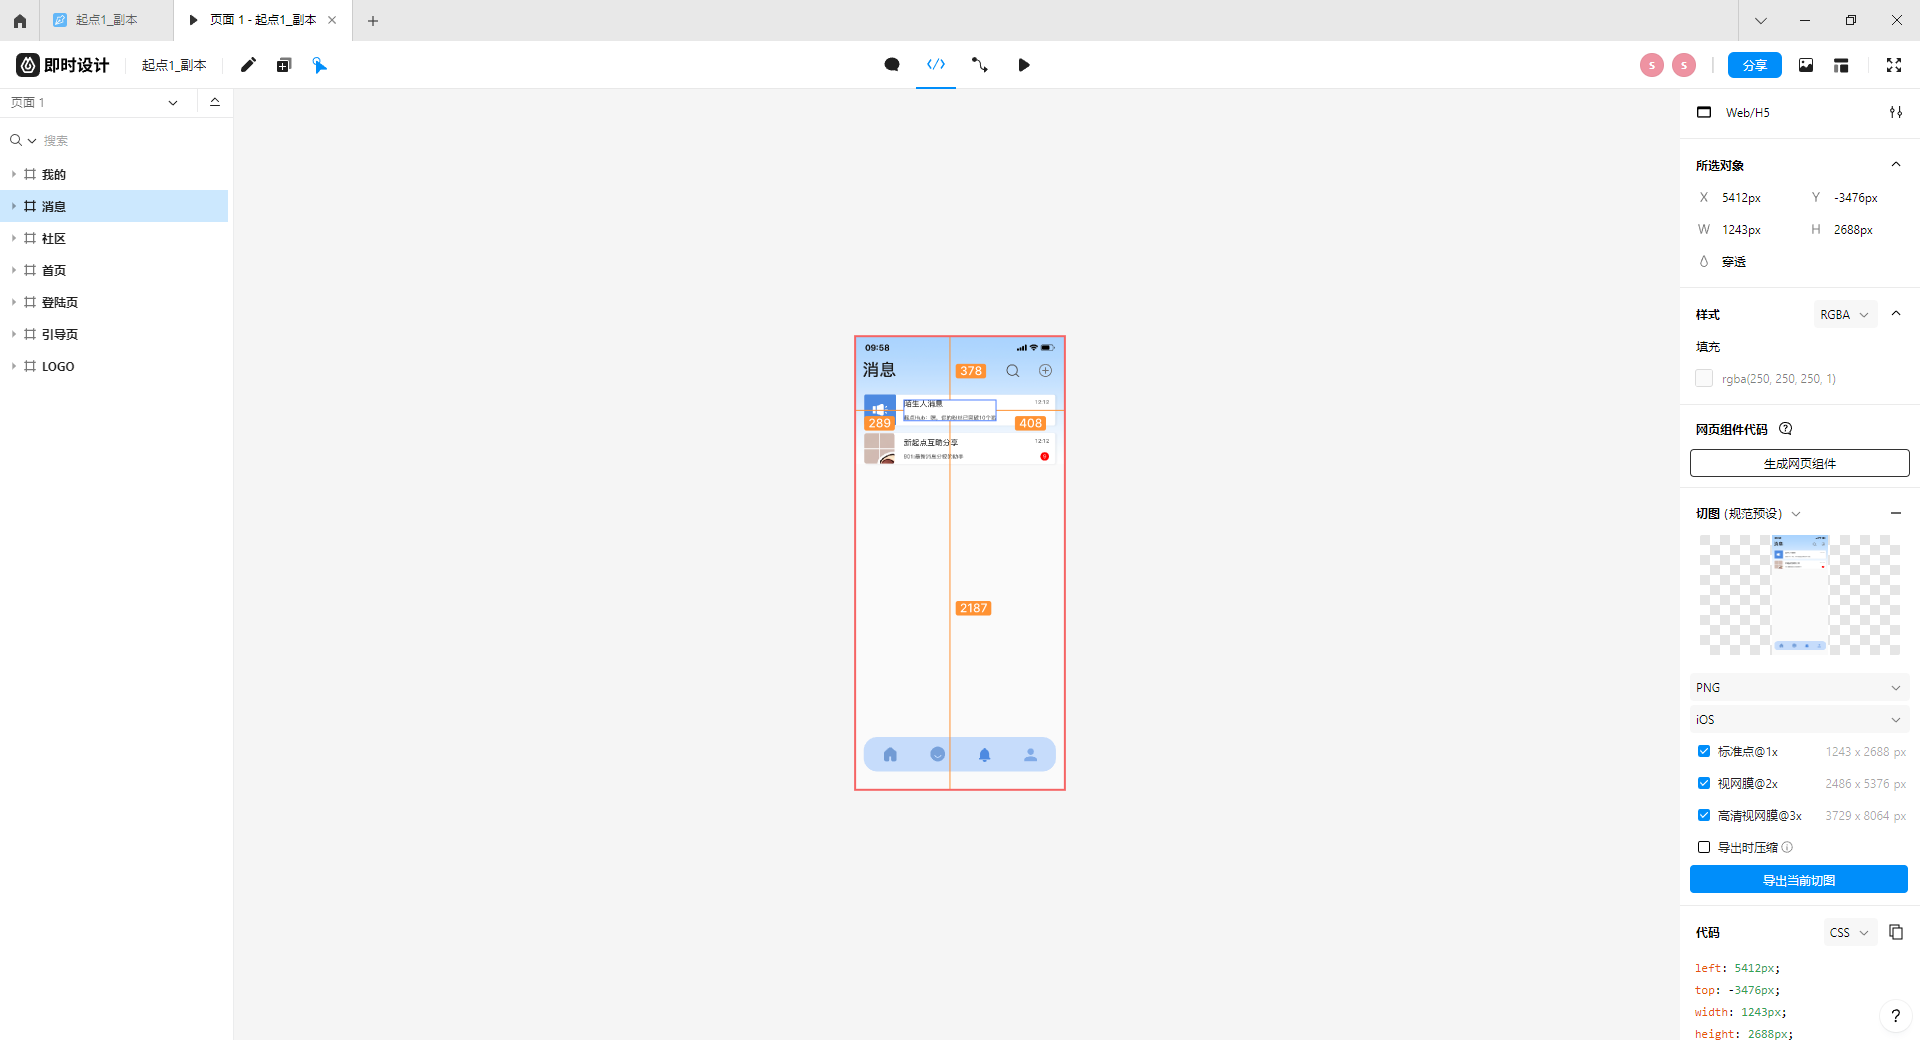 起点1_副本
页面 1 - 起点1_副本
即时设计
起点1_副本
S
S
分享
页面 1
搜索
我的
消息
社区
首页
登陆页
引导页
LOGO
09:58
消息
378
陌生人消息
12:12
289
408
新起点互助分享
12:12
2187
Web/H5
所选对象
X 5412px Y -3476px
W 1243px H 2688px
穿透
样式 RGBA
填充
rgba(250, 250, 250, 1)
网页组件代码
生成网页组件
切图 (规范预设)
PNG
iOS
标准点@1x 1243 x 2688 px
视网膜@2x 2486 x 5376 px
高清视网膜@3x 3729 x 8064 px
导出时压缩
导出当前切图
代码 CSS
left: 5412px;
top: -3476px;
width: 1243px;
height: 2688px;
?